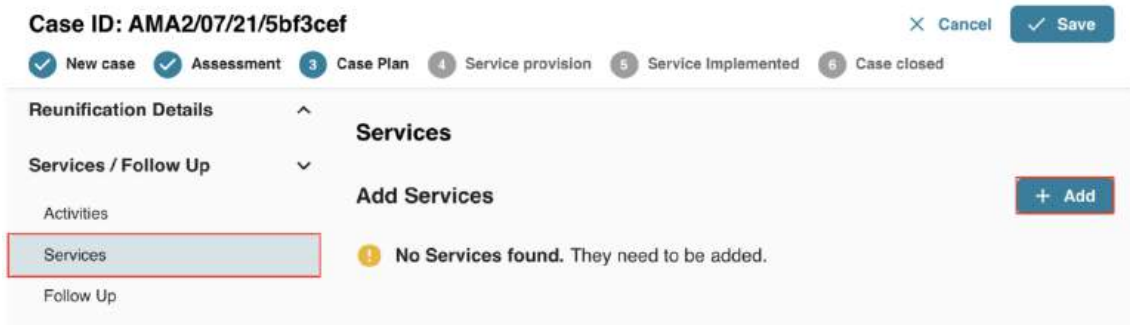 Case ID: AMA2/07/21/5bf3cef
Cancel
Save
New case
Assessment
3 Case Plan
4 Service provision
5 Service Implemented
6 Case closed
Reunification Details
Services / Follow Up
Activities
Services
Follow Up
Services
Add Services
+ Add
No Services found. They need to be added.